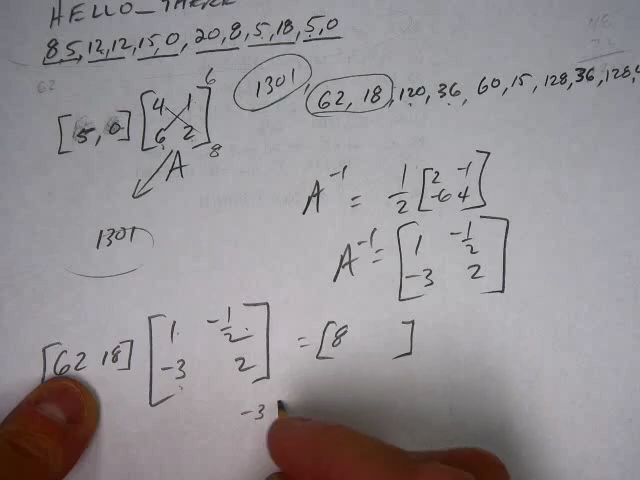 HELLO_THERE
8,5,12,12,15,0,20,8,5,18,5,0
1301, 62, 18, 120, 36, 60, 15, 128, 36, 128,
[5, 0] [4 1
6 2]
6
8
A
1301
A⁻¹ = 1/2 [2 -1
-6 4]
A⁻¹ = [1 -1/2
-3 2]
[62 18] [1 -1/2
-3 2] = [8 ]
-3